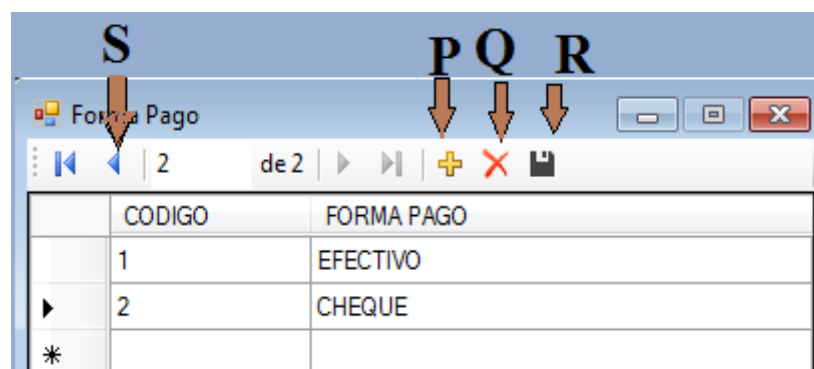 S P Q R
Forma Pago
2 de 2
CODIGO FORMA PAGO
1 EFECTIVO
2 CHEQUE